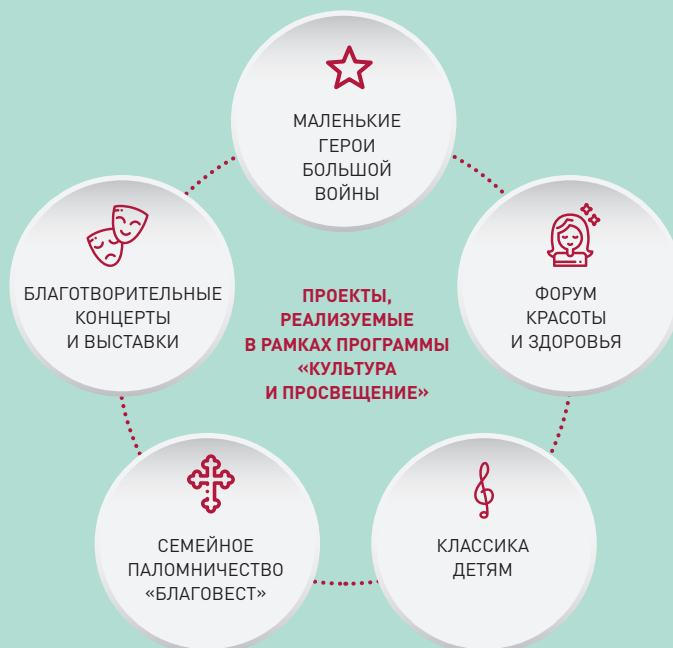 МАЛЕНЬКИЕ
ГЕРОИ
БОЛЬШОЙ
ВОЙНЫ
БЛАГОТВОРИТЕЛЬНЫЕ
КОНЦЕРТЫ
И ВЫСТАВКИ
ПРОЕКТЫ,
РЕАЛИЗУЕМЫЕ
В РАМКАХ ПРОГРАММЫ
«КУЛЬТУРА
И ПРОСВЕЩЕНИЕ»
ФОРУМ
КРАСОТЫ
И ЗДОРОВЬЯ
СЕМЕЙНОЕ
ПАЛОМНИЧЕСТВО
«БЛАГОВЕСТ»
КЛАССИКА
ДЕТЯМ